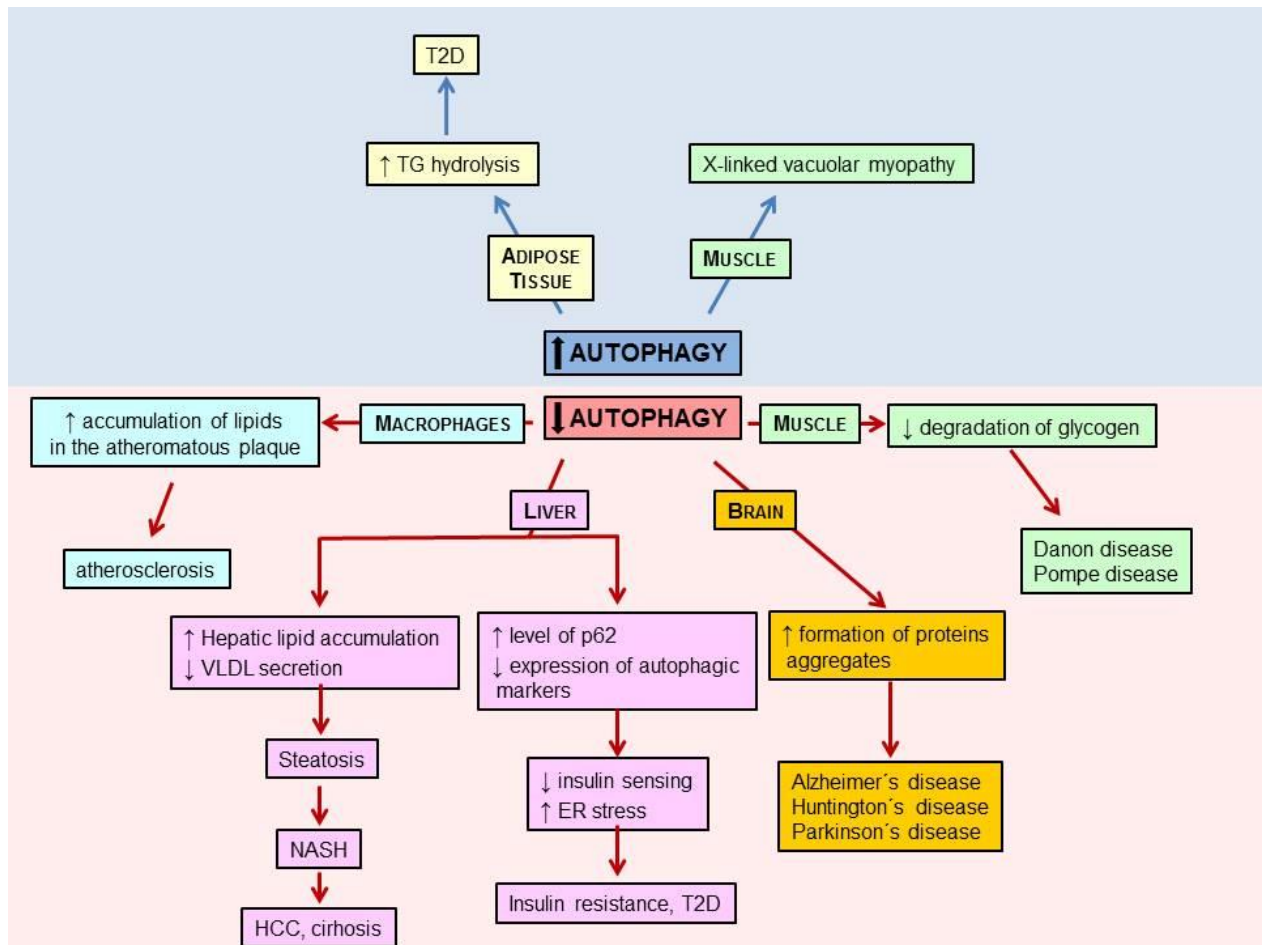 T2D
↑ TG hydrolysis
X-linked vacuolar myopathy
ADIPOSE
TISSUE
MUSCLE
⬆AUTOPHAGY
⬇AUTOPHAGY
MACROPHAGES
MUSCLE
↑ accumulation of lipids
in the atheromatous plaque
↓ degradation of glycogen
LIVER
BRAIN
atherosclerosis
Danon disease
Pompe disease
↑ Hepatic lipid accumulation
↓ VLDL secretion
↑ level of p62
↓ expression of autophagic
markers
↑ formation of proteins
aggregates
Steatosis
↓ insulin sensing
↑ ER stress
Alzheimer´s disease
Huntington´s disease
Parkinson´s disease
NASH
Insulin resistance, T2D
HCC, cirhosis